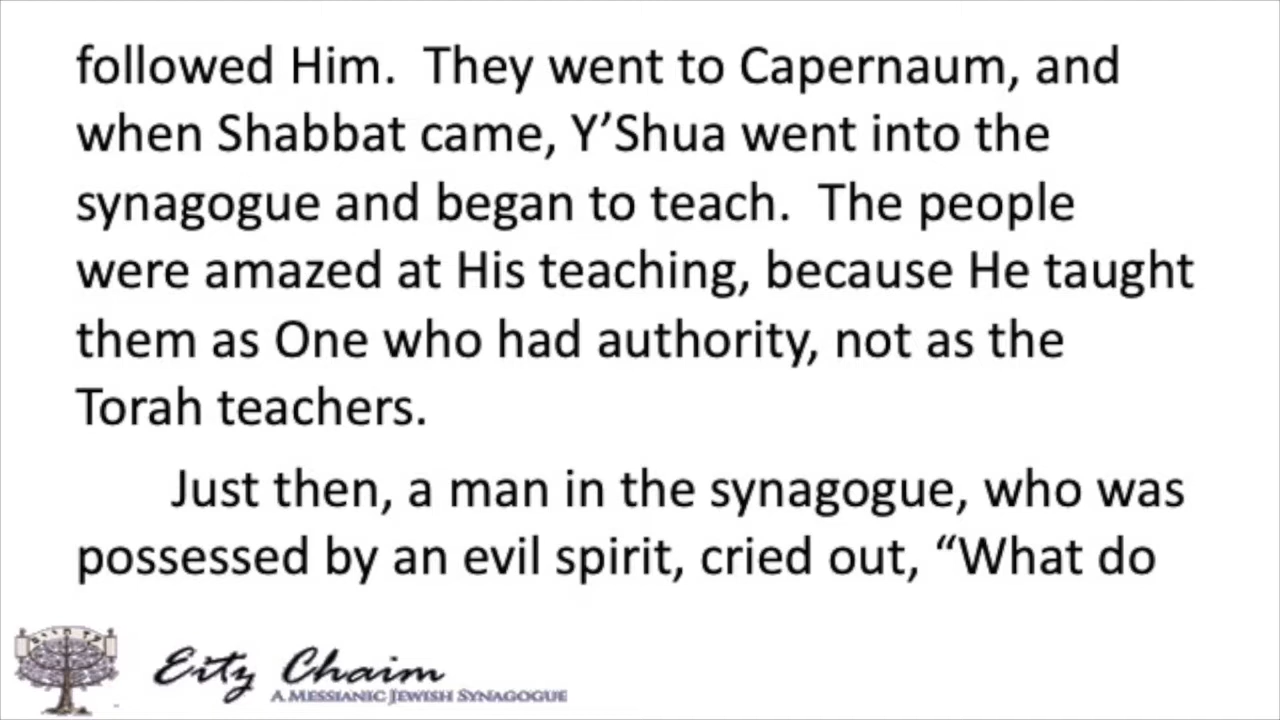 followed Him.  They went to Capernaum, and
when Shabbat came, Y’Shua went into the
synagogue and began to teach.  The people
were amazed at His teaching, because He taught
them as One who had authority, not as the
Torah teachers.
Just then, a man in the synagogue, who was
possessed by an evil spirit, cried out, “What do
Eitz Chaim
A MESSIANIC JEWISH SYNAGOGUE